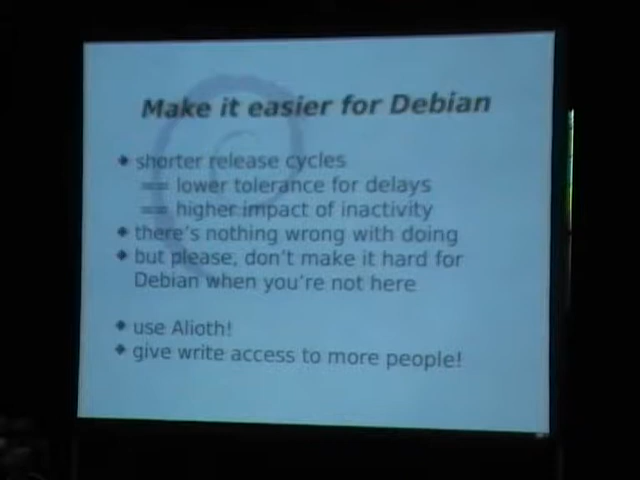 Make it easier for Debian
shorter release cycles
== lower tolerance for delays
== higher impact of inactivity
there's nothing wrong with doing
but please, don't make it hard for
Debian when you're not here
use Alioth!
give write access to more people!